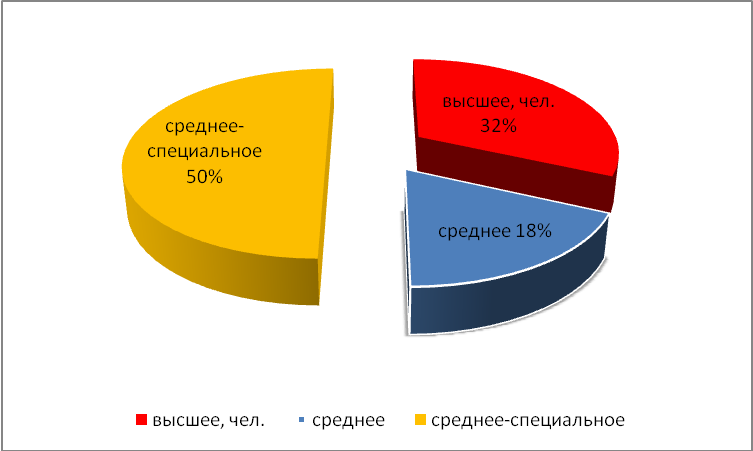 высшее, чел.
32%
среднее-
специальное
50%
среднее 18%
высшее, чел. среднее среднее-специальное